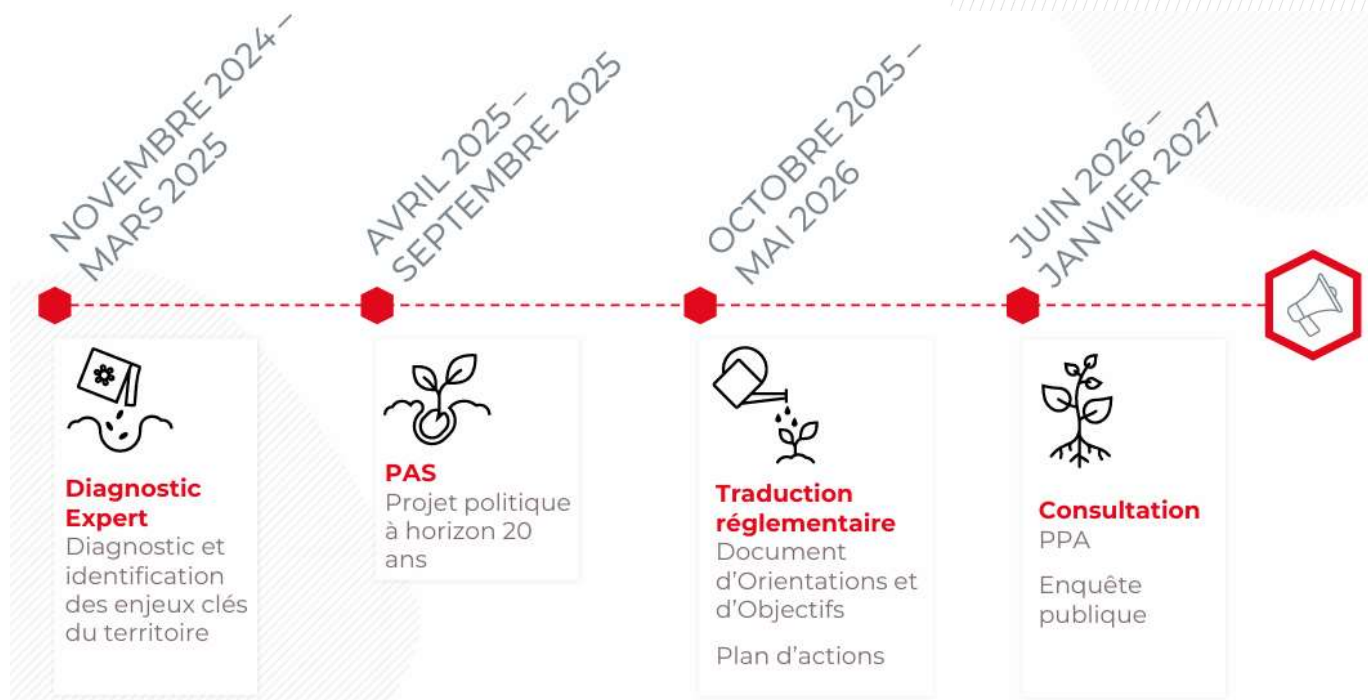 NOVEMBRE 2024 –
MARS 2025
AVRIL 2025 –
SEPTEMBRE 2025
OCTOBRE 2025 –
MAI 2026
JUIN 2026 –
JANVIER 2027
Diagnostic
Expert
Diagnostic et
identification
des enjeux clés
du territoire
PAS
Projet politique
à horizon 20
ans
Traduction
réglementaire
Document
d’Orientations et
d’Objectifs
Plan d’actions
Consultation
PPA
Enquête
publique